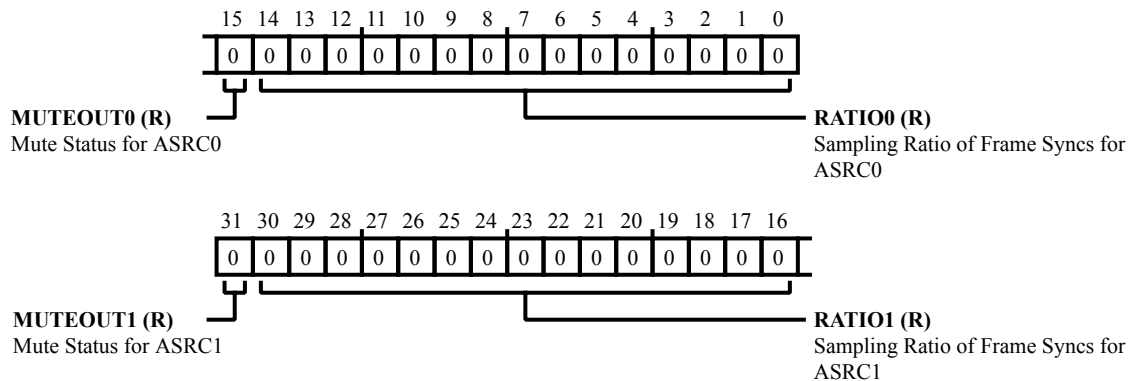 15 14 13 12 11 10 9 8 7 6 5 4 3 2 1 0
0 0 0 0 0 0 0 0 0 0 0 0 0 0 0 0
MUTEOUT0 (R)
Mute Status for ASRC0
RATIO0 (R)
Sampling Ratio of Frame Syncs for
ASRC0
31 30 29 28 27 26 25 24 23 22 21 20 19 18 17 16
0 0 0 0 0 0 0 0 0 0 0 0 0 0 0 0
MUTEOUT1 (R)
Mute Status for ASRC1
RATIO1 (R)
Sampling Ratio of Frame Syncs for
ASRC1